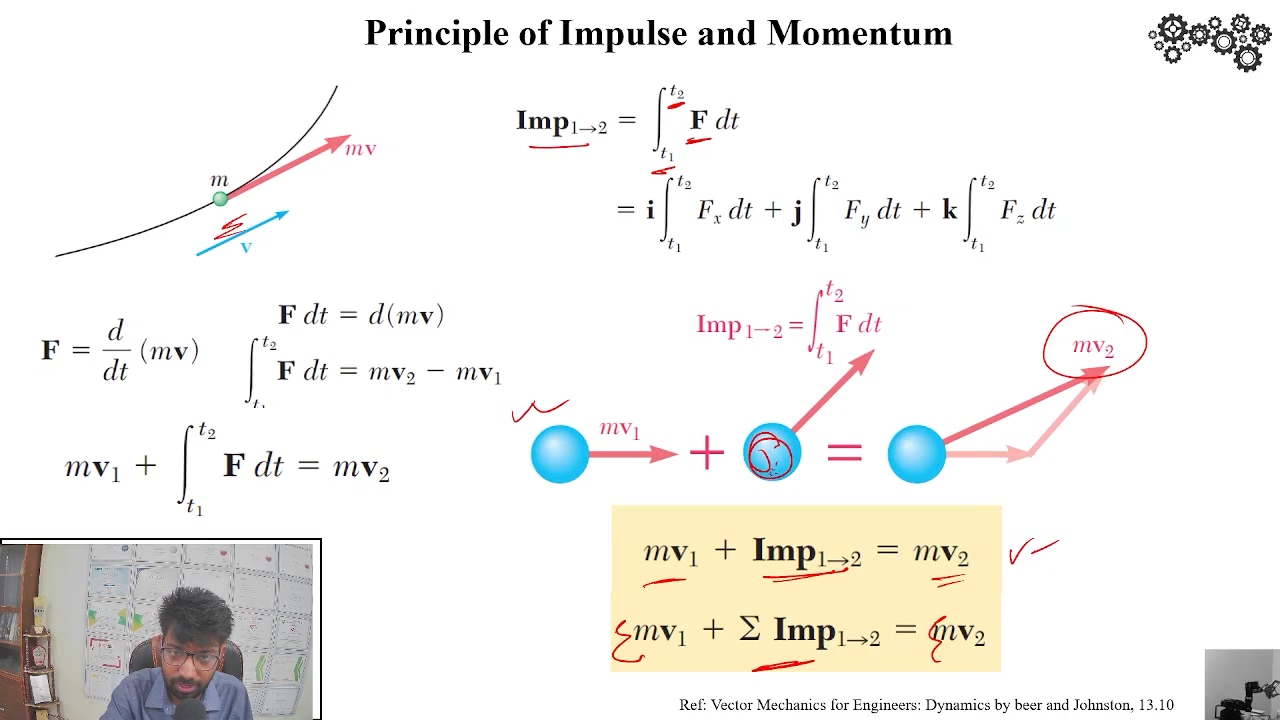 Principle of Impulse and Momentum
mv
m
v
Imp₁→₂ = ∫ₜ₁ᵗ² F dt
= i ∫ₜ₁ᵗ² Fₓ dt + j ∫ₜ₁ᵗ² F_y dt + k ∫ₜ₁ᵗ² F_z dt
F = d/dt (mv)
F dt = d(mv)
∫ₜ₁ᵗ² F dt = mv₂ − mv₁
mv₁ + ∫ₜ₁ᵗ² F dt = mv₂
Imp₁→₂ = ∫ₜ₁ᵗ² F dt
mv₁
+
=
mv₂
mv₁ + Imp₁→₂ = mv₂
{mv₁ + Σ Imp₁→₂ = {mv₂
Ref: Vector Mechanics for Engineers: Dynamics by beer and Johnston, 13.10